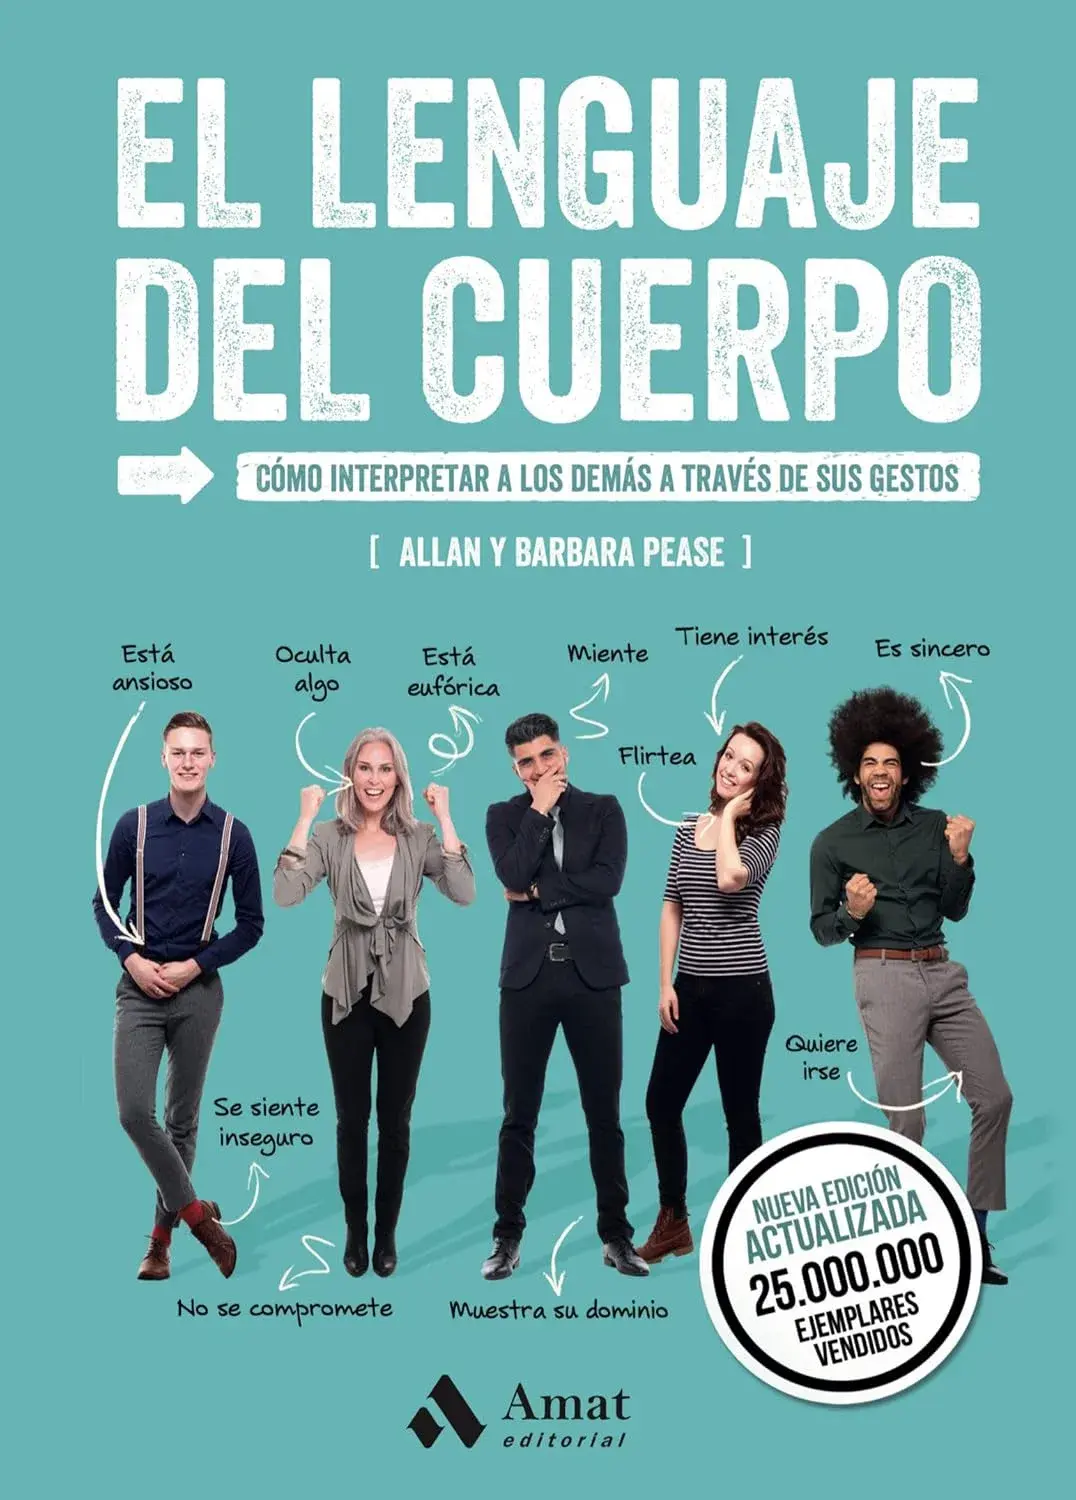 EL LENGUAJE
DEL CUERPO
CÓMO INTERPRETAR A LOS DEMÁS A TRAVÉS DE SUS GESTOS
[ ALLAN Y BARBARA PEASE ]
Está
ansioso
Oculta
algo
Está
eufórica
Miente
Tiene interés
Es sincero
Flirtea
Quiere
irse
Se siente
inseguro
No se compromete
Muestra su dominio
NUEVA EDICIÓN
ACTUALIZADA
25.000.000
EJEMPLARES
VENDIDOS
Amat
editorial